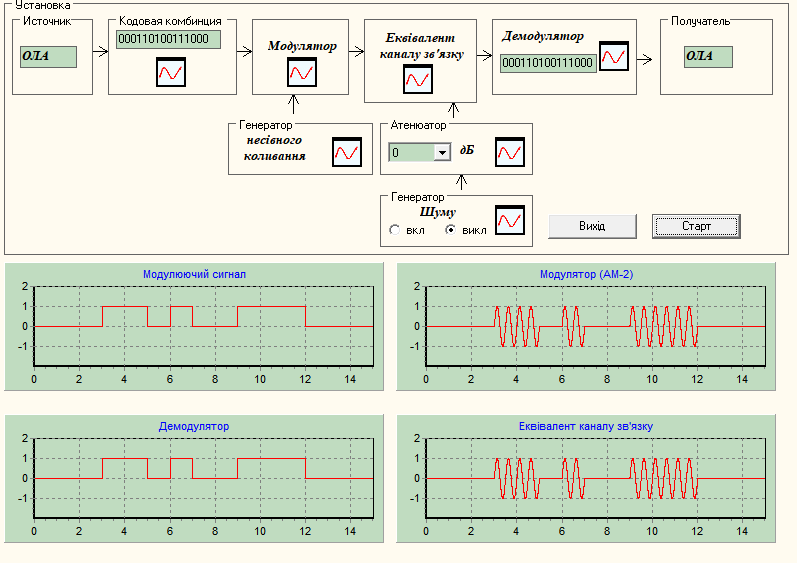 Установка
Источник
ОЛА
Кодовая комбинция
000110100111000
Модулятор
Еквівалент
каналу зв'язку
Демодулятор
000110100111000
Получатель
ОЛА
Генератор
несівного
коливання
Атенюатор
0
дБ
Генератор
Шуму
вкл
викл
Вихід
Старт
Модулюючий сигнал
2
1
0
-1
0 2 4 6 8 10 12 14
Модулятор (АМ-2)
2
1
0
-1
0 2 4 6 8 10 12 14
Демодулятор
2
1
0
-1
0 2 4 6 8 10 12 14
Еквівалент каналу зв'язку
2
1
0
-1
0 2 4 6 8 10 12 14